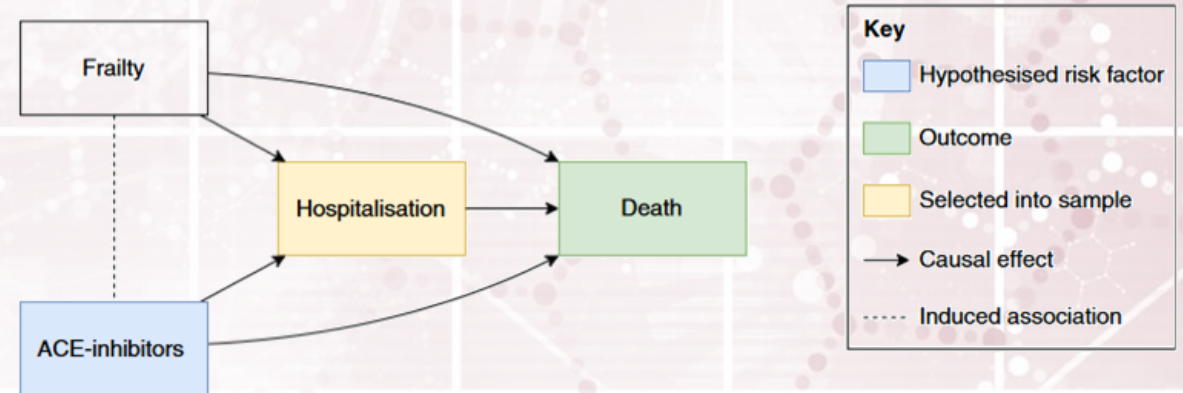 Frailty
Hospitalisation
Death
ACE-inhibitors
Key
Hypothesised risk factor
Outcome
Selected into sample
Causal effect
Induced association